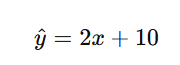 ŷ = 2x + 10